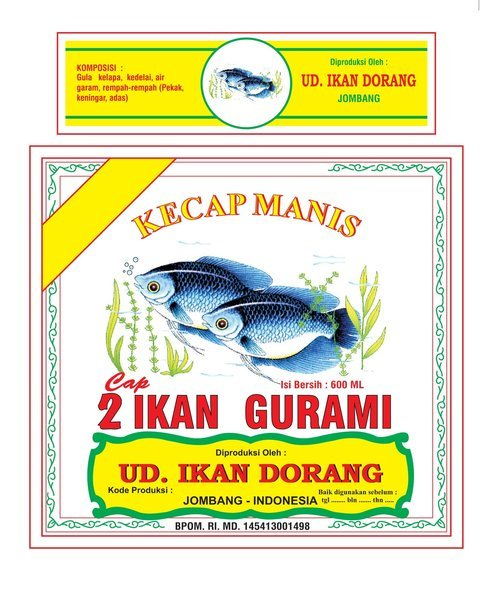 KOMPOSISI :
Gula kelapa, kedelai, air
garam, rempah-rempah (Pekak,
keningar, adas)
Diproduksi Oleh :
UD. IKAN DORANG
JOMBANG
KECAP MANIS
Cap
Isi Bersih : 600 ML
2 IKAN GURAMI
Diproduksi Oleh :
UD. IKAN DORANG
Kode Produksi :
JOMBANG - INDONESIA
Baik digunakan sebelum :
tgl ........ bln ...... thn ....
BPOM. RI. MD. 145413001498